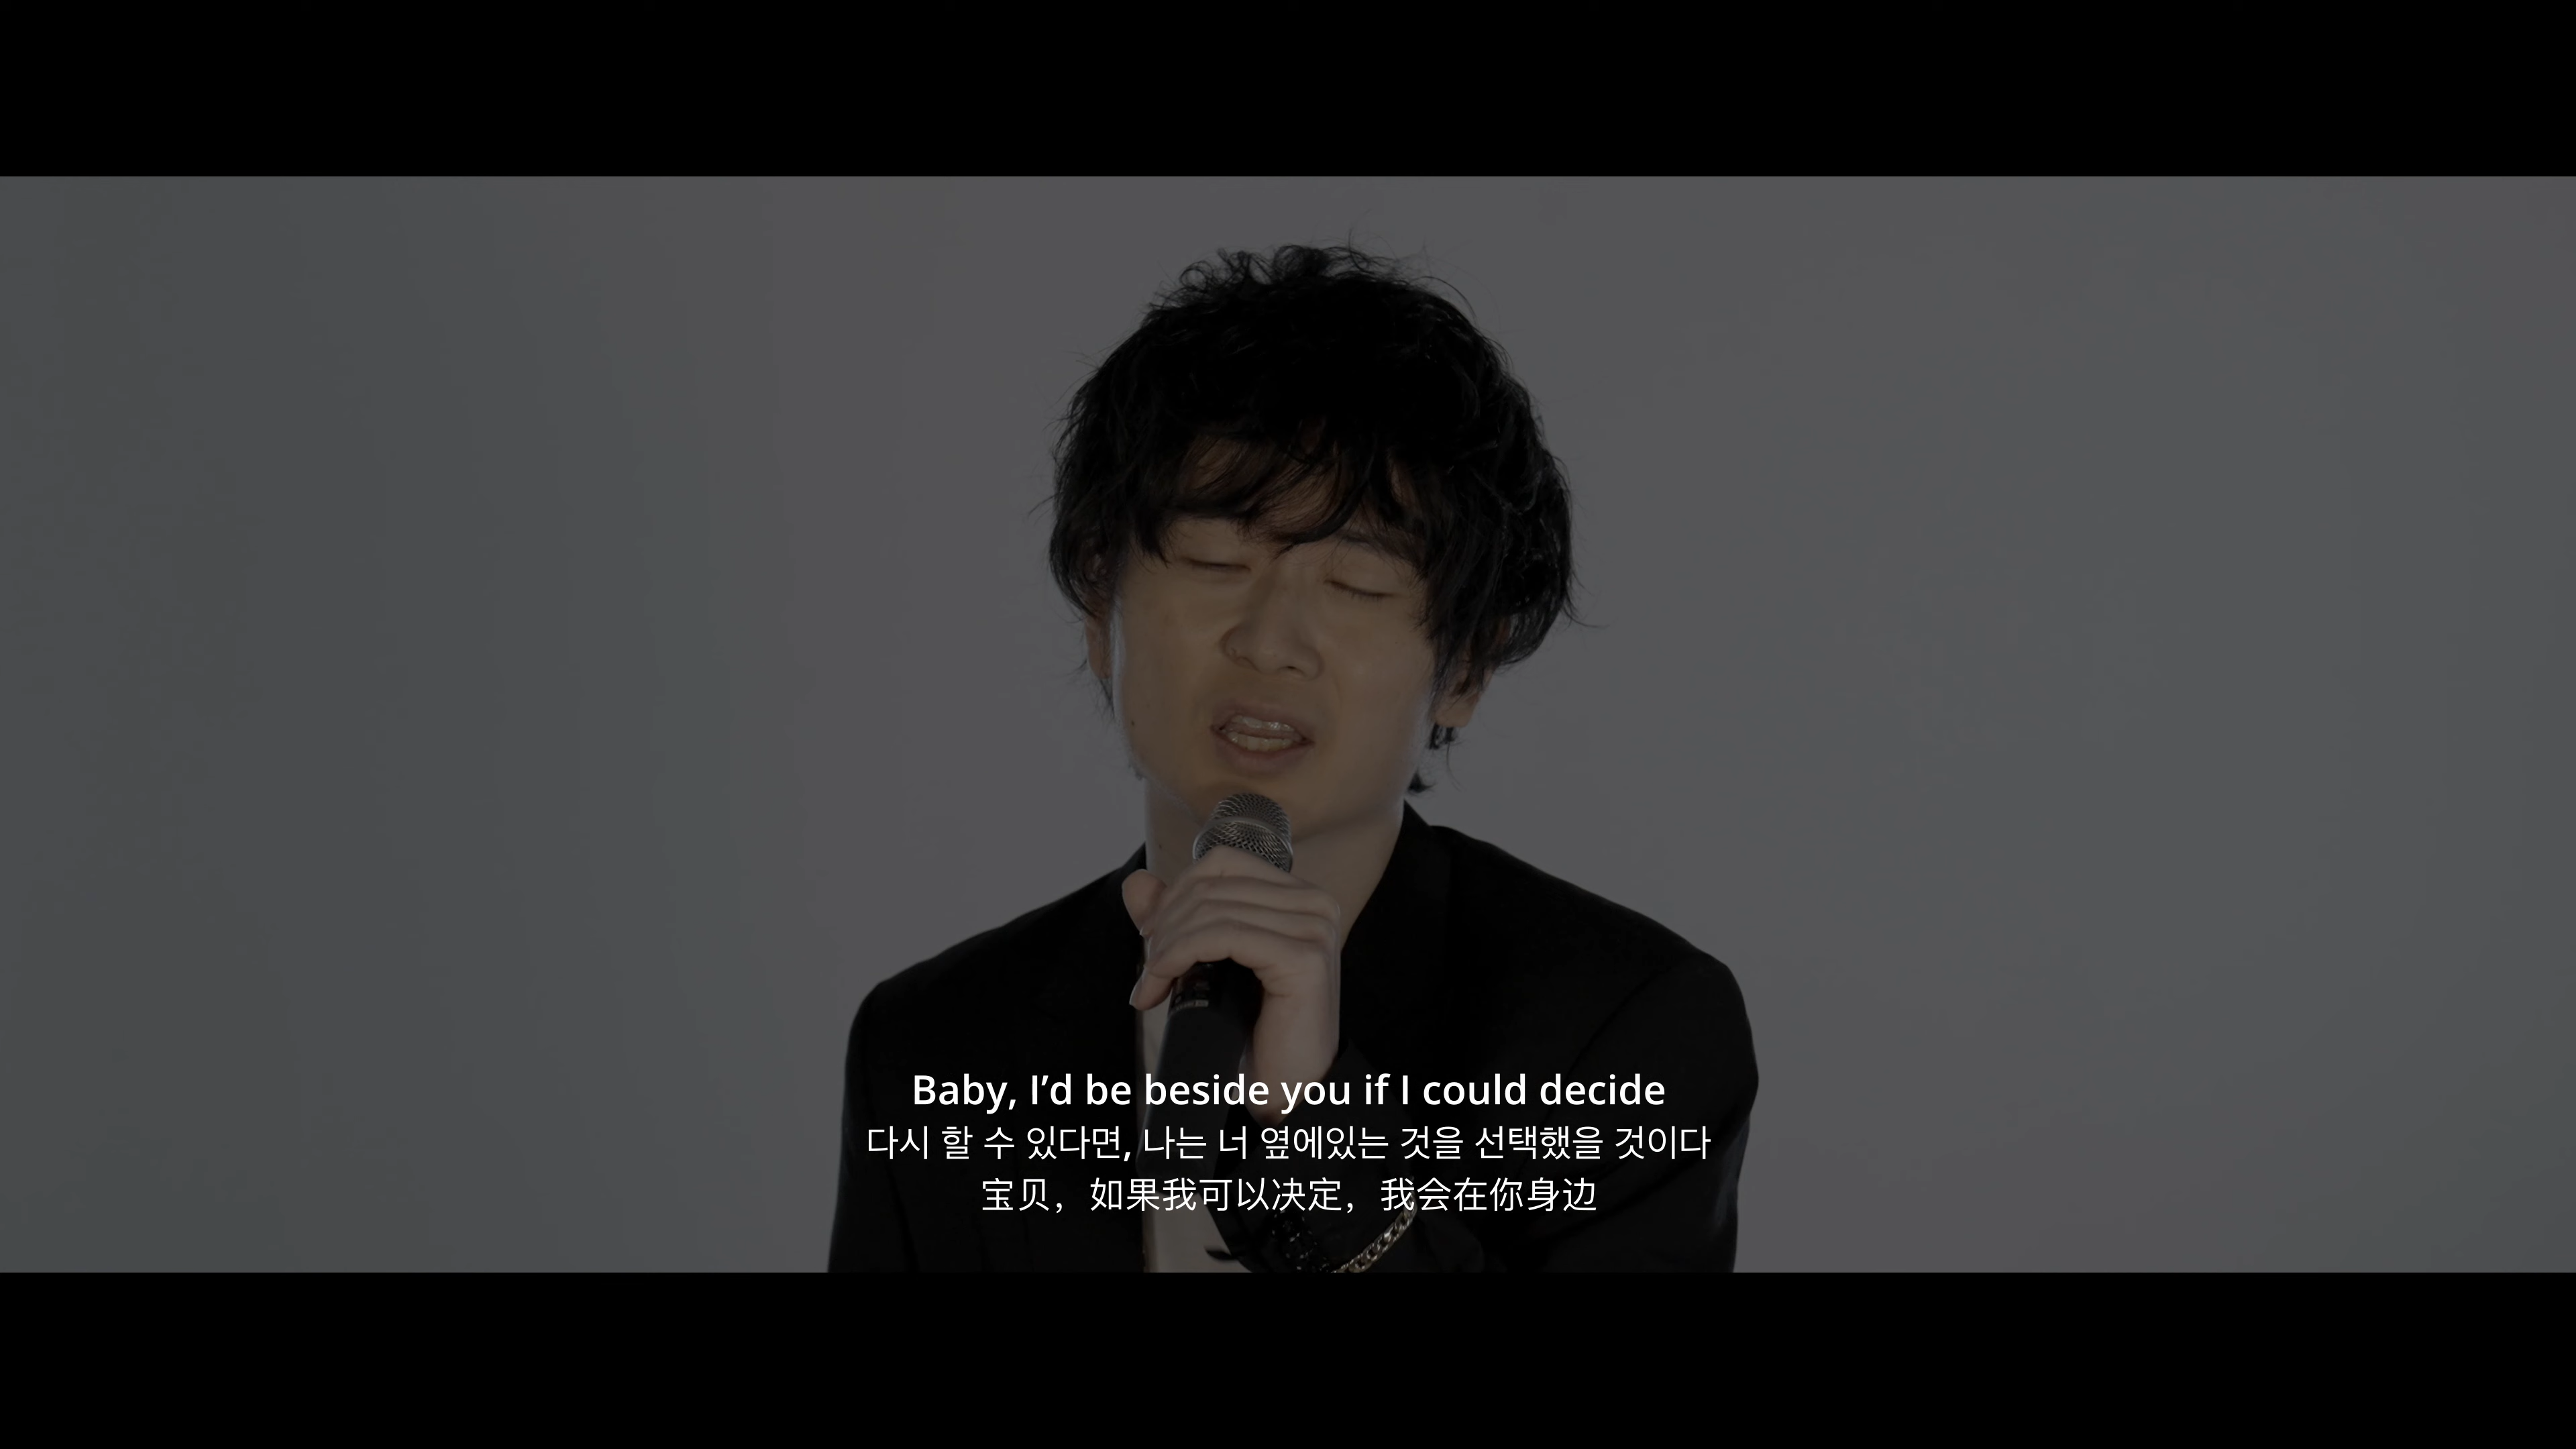 Baby, I’d be beside you if I could decide
다시 할 수 있다면, 나는 너 옆에있는 것을 선택했을 것이다
宝贝，如果我可以决定，我会在你身边